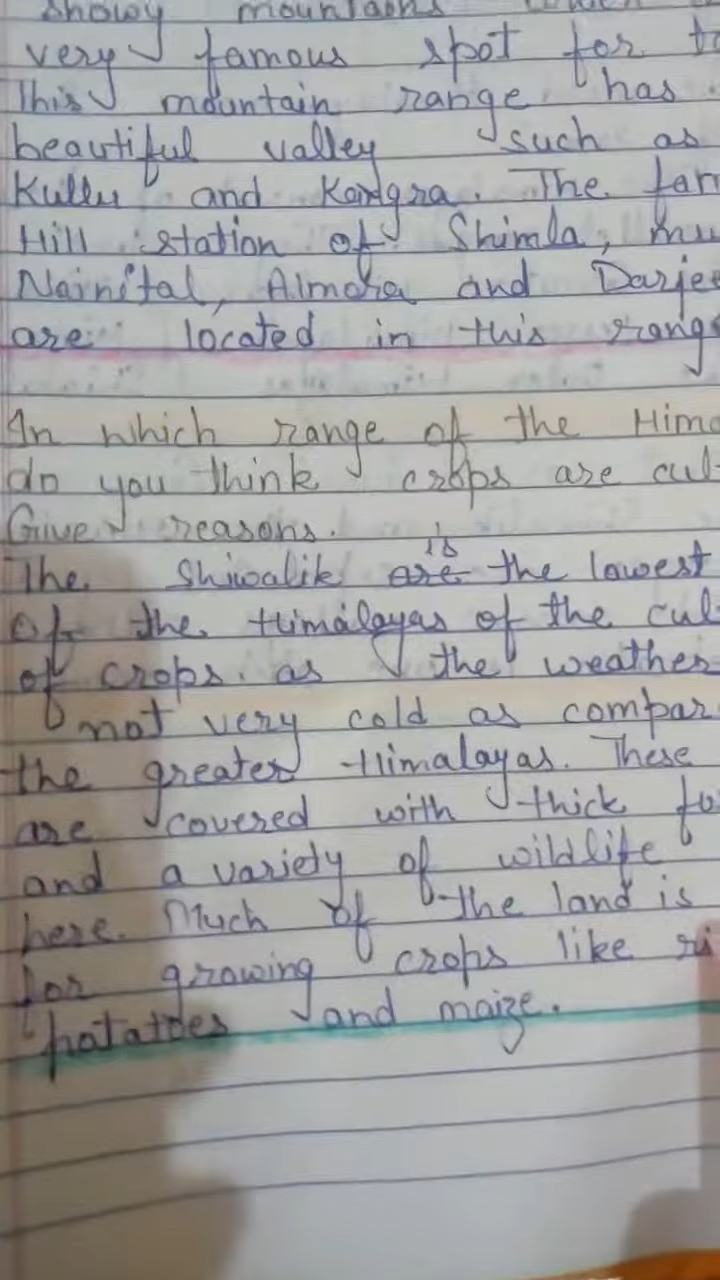 showy mountains
very famous spot for
This mountain range has
beautiful valley such as
Kullu and Kangra. The
Hill station of Shimla,
Nainital, Almora and
are located in this
In which range of the
do you think crops are
Give reasons.
The Shiwalik are is the lowest
of the Himalayas of the
of crops. as the weather
not very cold as
the greater Himalayas. These
are covered with thick
and a variety of wildlife
here. Much of the land is
for growing crops like
potatoes and maize.